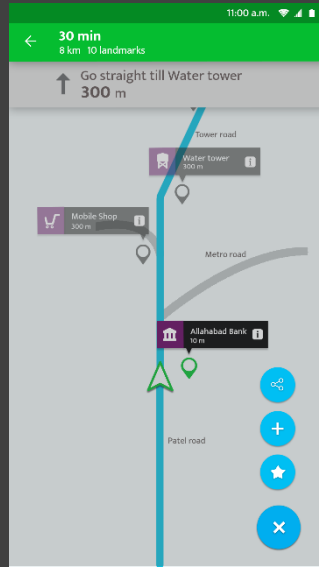 11:00 a.m.
30 min
8 km 10 landmarks
Go straight till Water tower
300 m
Tower road
Water tower
300 m
Mobile Shop
300 m
Metro road
Allahabad Bank
10 m
Patel road